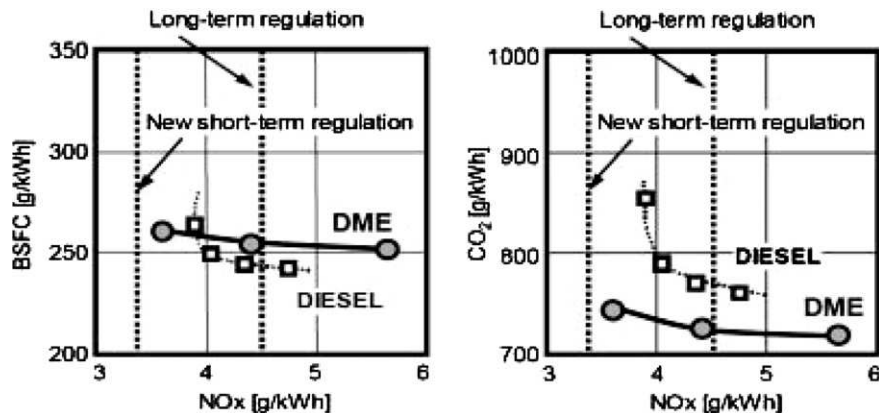 Long-term regulation
350
300
250
200
BSFC [g/kWh]
New short-term regulation
DME
DIESEL
3 4 5 6
NOx [g/kWh]
Long-term regulation
1000
900
800
700
CO₂ [g/kWh]
New short-term regulation
DIESEL
DME
3 4 5 6
NOx [g/kWh]